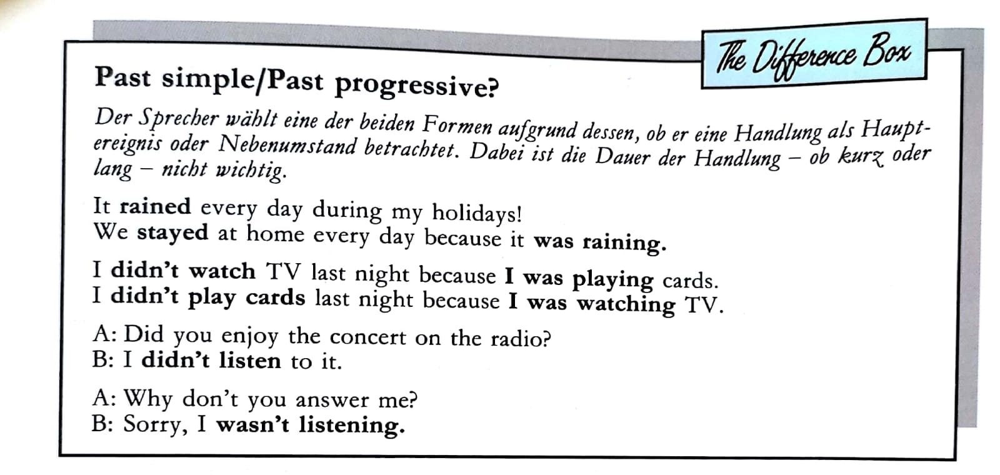 The Difference Box
Past simple/Past progressive?
Der Sprecher wählt eine der beiden Formen aufgrund dessen, ob er eine Handlung als Haupt-
ereignis oder Nebenumstand betrachtet. Dabei ist die Dauer der Handlung – ob kurz oder
lang – nicht wichtig.
It rained every day during my holidays!
We stayed at home every day because it was raining.
I didn't watch TV last night because I was playing cards.
I didn't play cards last night because I was watching TV.
A: Did you enjoy the concert on the radio?
B: I didn't listen to it.
A: Why don't you answer me?
B: Sorry, I wasn't listening.